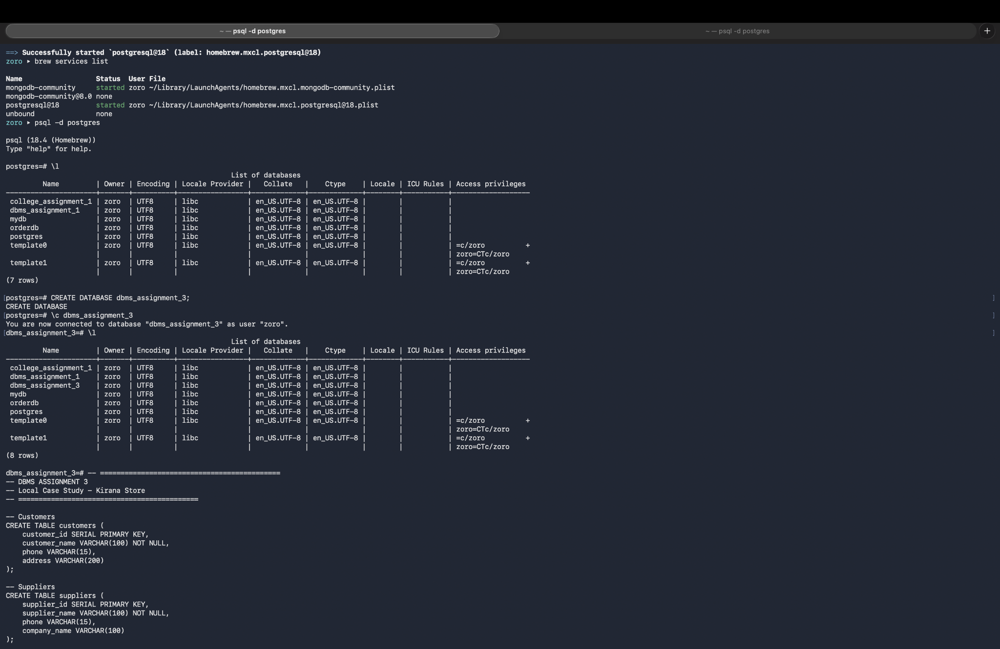 ~ — psql -d postgres
~ — psql -d postgres
+
==> Successfully started `postgresql@18` (label: homebrew.mxcl.postgresql@18)
zoro ▸ brew services list
Name                  Status  User File
mongodb-community     started zoro ~/Library/LaunchAgents/homebrew.mxcl.mongodb-community.plist
mongodb-community@8.0 none
postgresql@18         started zoro ~/Library/LaunchAgents/homebrew.mxcl.postgresql@18.plist
unbound               none
zoro ▸ psql -d postgres
psql (18.4 (Homebrew))
Type "help" for help.
postgres=# \l
                                                       List of databases
         Name         | Owner | Encoding | Locale Provider |   Collate   |    Ctype    | Locale | ICU Rules | Access privileges
----------------------+-------+----------+-----------------+-------------+-------------+--------+-----------+-------------------
 college_assignment_1 | zoro  | UTF8     | libc            | en_US.UTF-8 | en_US.UTF-8 |        |           |
 dbms_assignment_1    | zoro  | UTF8     | libc            | en_US.UTF-8 | en_US.UTF-8 |        |           |
 mydb                 | zoro  | UTF8     | libc            | en_US.UTF-8 | en_US.UTF-8 |        |           |
 orderdb              | zoro  | UTF8     | libc            | en_US.UTF-8 | en_US.UTF-8 |        |           |
 postgres             | zoro  | UTF8     | libc            | en_US.UTF-8 | en_US.UTF-8 |        |           |
 template0            | zoro  | UTF8     | libc            | en_US.UTF-8 | en_US.UTF-8 |        |           | =c/zoro          +
                      |       |          |                 |             |             |        |           | zoro=CTc/zoro
 template1            | zoro  | UTF8     | libc            | en_US.UTF-8 | en_US.UTF-8 |        |           | =c/zoro          +
                      |       |          |                 |             |             |        |           | zoro=CTc/zoro
(7 rows)
[postgres=# CREATE DATABASE dbms_assignment_3; ]
CREATE DATABASE
[postgres=# \c dbms_assignment_3 ]
You are now connected to database "dbms_assignment_3" as user "zoro".
[dbms_assignment_3=# \l ]
                                                       List of databases
         Name         | Owner | Encoding | Locale Provider |   Collate   |    Ctype    | Locale | ICU Rules | Access privileges
----------------------+-------+----------+-----------------+-------------+-------------+--------+-----------+-------------------
 college_assignment_1 | zoro  | UTF8     | libc            | en_US.UTF-8 | en_US.UTF-8 |        |           |
 dbms_assignment_1    | zoro  | UTF8     | libc            | en_US.UTF-8 | en_US.UTF-8 |        |           |
 dbms_assignment_3    | zoro  | UTF8     | libc            | en_US.UTF-8 | en_US.UTF-8 |        |           |
 mydb                 | zoro  | UTF8     | libc            | en_US.UTF-8 | en_US.UTF-8 |        |           |
 orderdb              | zoro  | UTF8     | libc            | en_US.UTF-8 | en_US.UTF-8 |        |           |
 postgres             | zoro  | UTF8     | libc            | en_US.UTF-8 | en_US.UTF-8 |        |           |
 template0            | zoro  | UTF8     | libc            | en_US.UTF-8 | en_US.UTF-8 |        |           | =c/zoro          +
                      |       |          |                 |             |             |        |           | zoro=CTc/zoro
 template1            | zoro  | UTF8     | libc            | en_US.UTF-8 | en_US.UTF-8 |        |           | =c/zoro          +
                      |       |          |                 |             |             |        |           | zoro=CTc/zoro
(8 rows)
dbms_assignment_3=# -- ============================================
-- DBMS ASSIGNMENT 3
-- Local Case Study - Kirana Store
-- ============================================
-- Customers
CREATE TABLE customers (
    customer_id SERIAL PRIMARY KEY,
    customer_name VARCHAR(100) NOT NULL,
    phone VARCHAR(15),
    address VARCHAR(200)
);
-- Suppliers
CREATE TABLE suppliers (
    supplier_id SERIAL PRIMARY KEY,
    supplier_name VARCHAR(100) NOT NULL,
    phone VARCHAR(15),
    company_name VARCHAR(100)
);